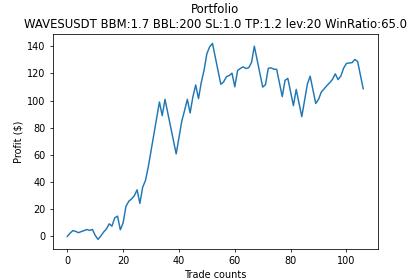 Portfolio
WAVESUSDT BBM:1.7 BBL:200 SL:1.0 TP:1.2 lev:20 WinRatio:65.0
140
120
100
80
60
40
20
0
Profit ($)
0 20 40 60 80 100
Trade counts